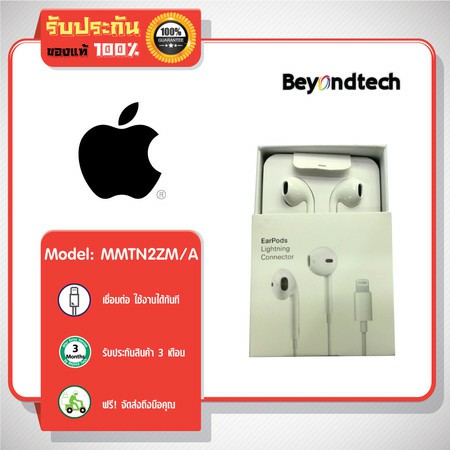 รับประกัน
ของแท้ 100%
100%
GUARANTEE
Beyondtech
®
EarPods
Lightning
Connector
Model: MMTN2ZM/A
เชื่อมต่อ ใช้งานได้ทันที
3
Months
รับประกันสินค้า 3 เดือน
ฟรี! จัดส่งถึงมือคุณ